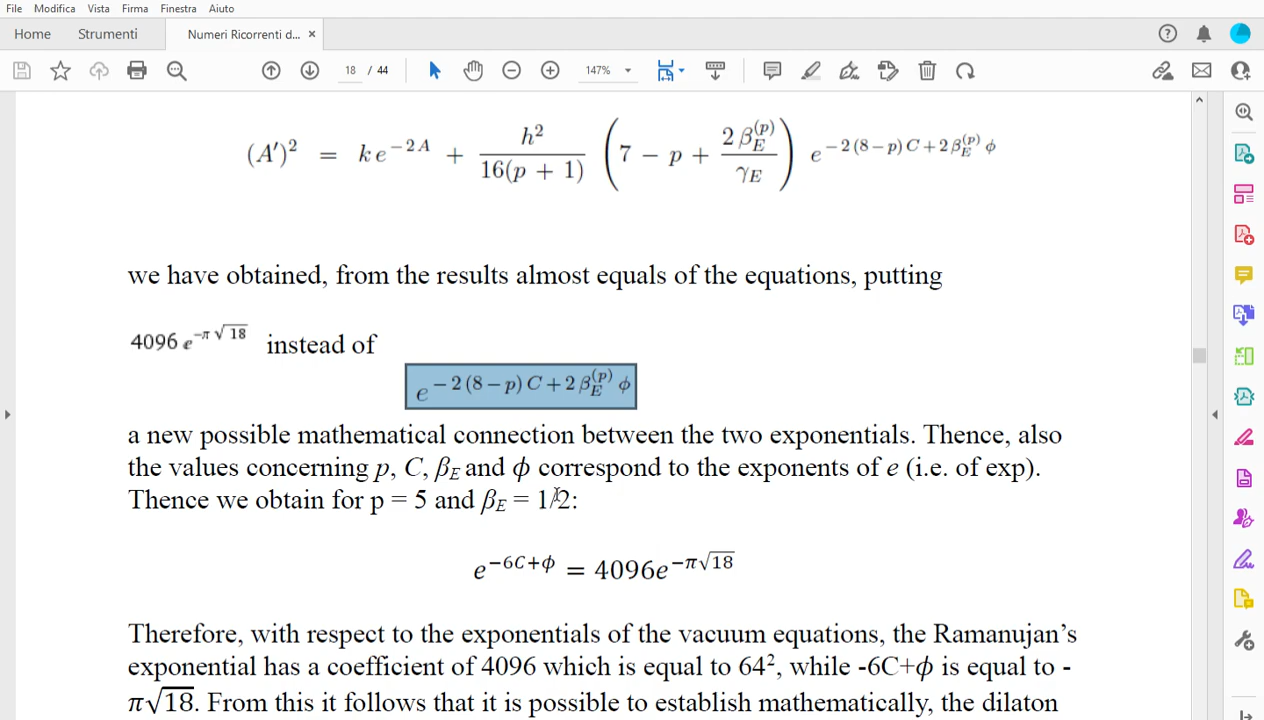 File Modifica Vista Firma Finestra Aiuto
Home Strumenti Numeri Ricorrenti d... ×
18 / 44 147%
(A′)² = k e^{−2A} + h²/16(p + 1) (7 − p + 2 β_E^{(p)}/γ_E) e^{−2(8−p)C+2β_E^{(p)}φ}
we have obtained, from the results almost equals of the equations, putting
4096 e^{−π√18} instead of
e^{−2(8−p)C+2β_E^{(p)}φ}
a new possible mathematical connection between the two exponentials. Thence, also
the values concerning p, C, β_E and ϕ correspond to the exponents of e (i.e. of exp).
Thence we obtain for p = 5 and β_E = 1/2:
e^{−6C+ϕ} = 4096e^{−π√18}
Therefore, with respect to the exponentials of the vacuum equations, the Ramanujan’s
exponential has a coefficient of 4096 which is equal to 64², while -6C+ϕ is equal to -
π√18. From this it follows that it is possible to establish mathematically, the dilaton